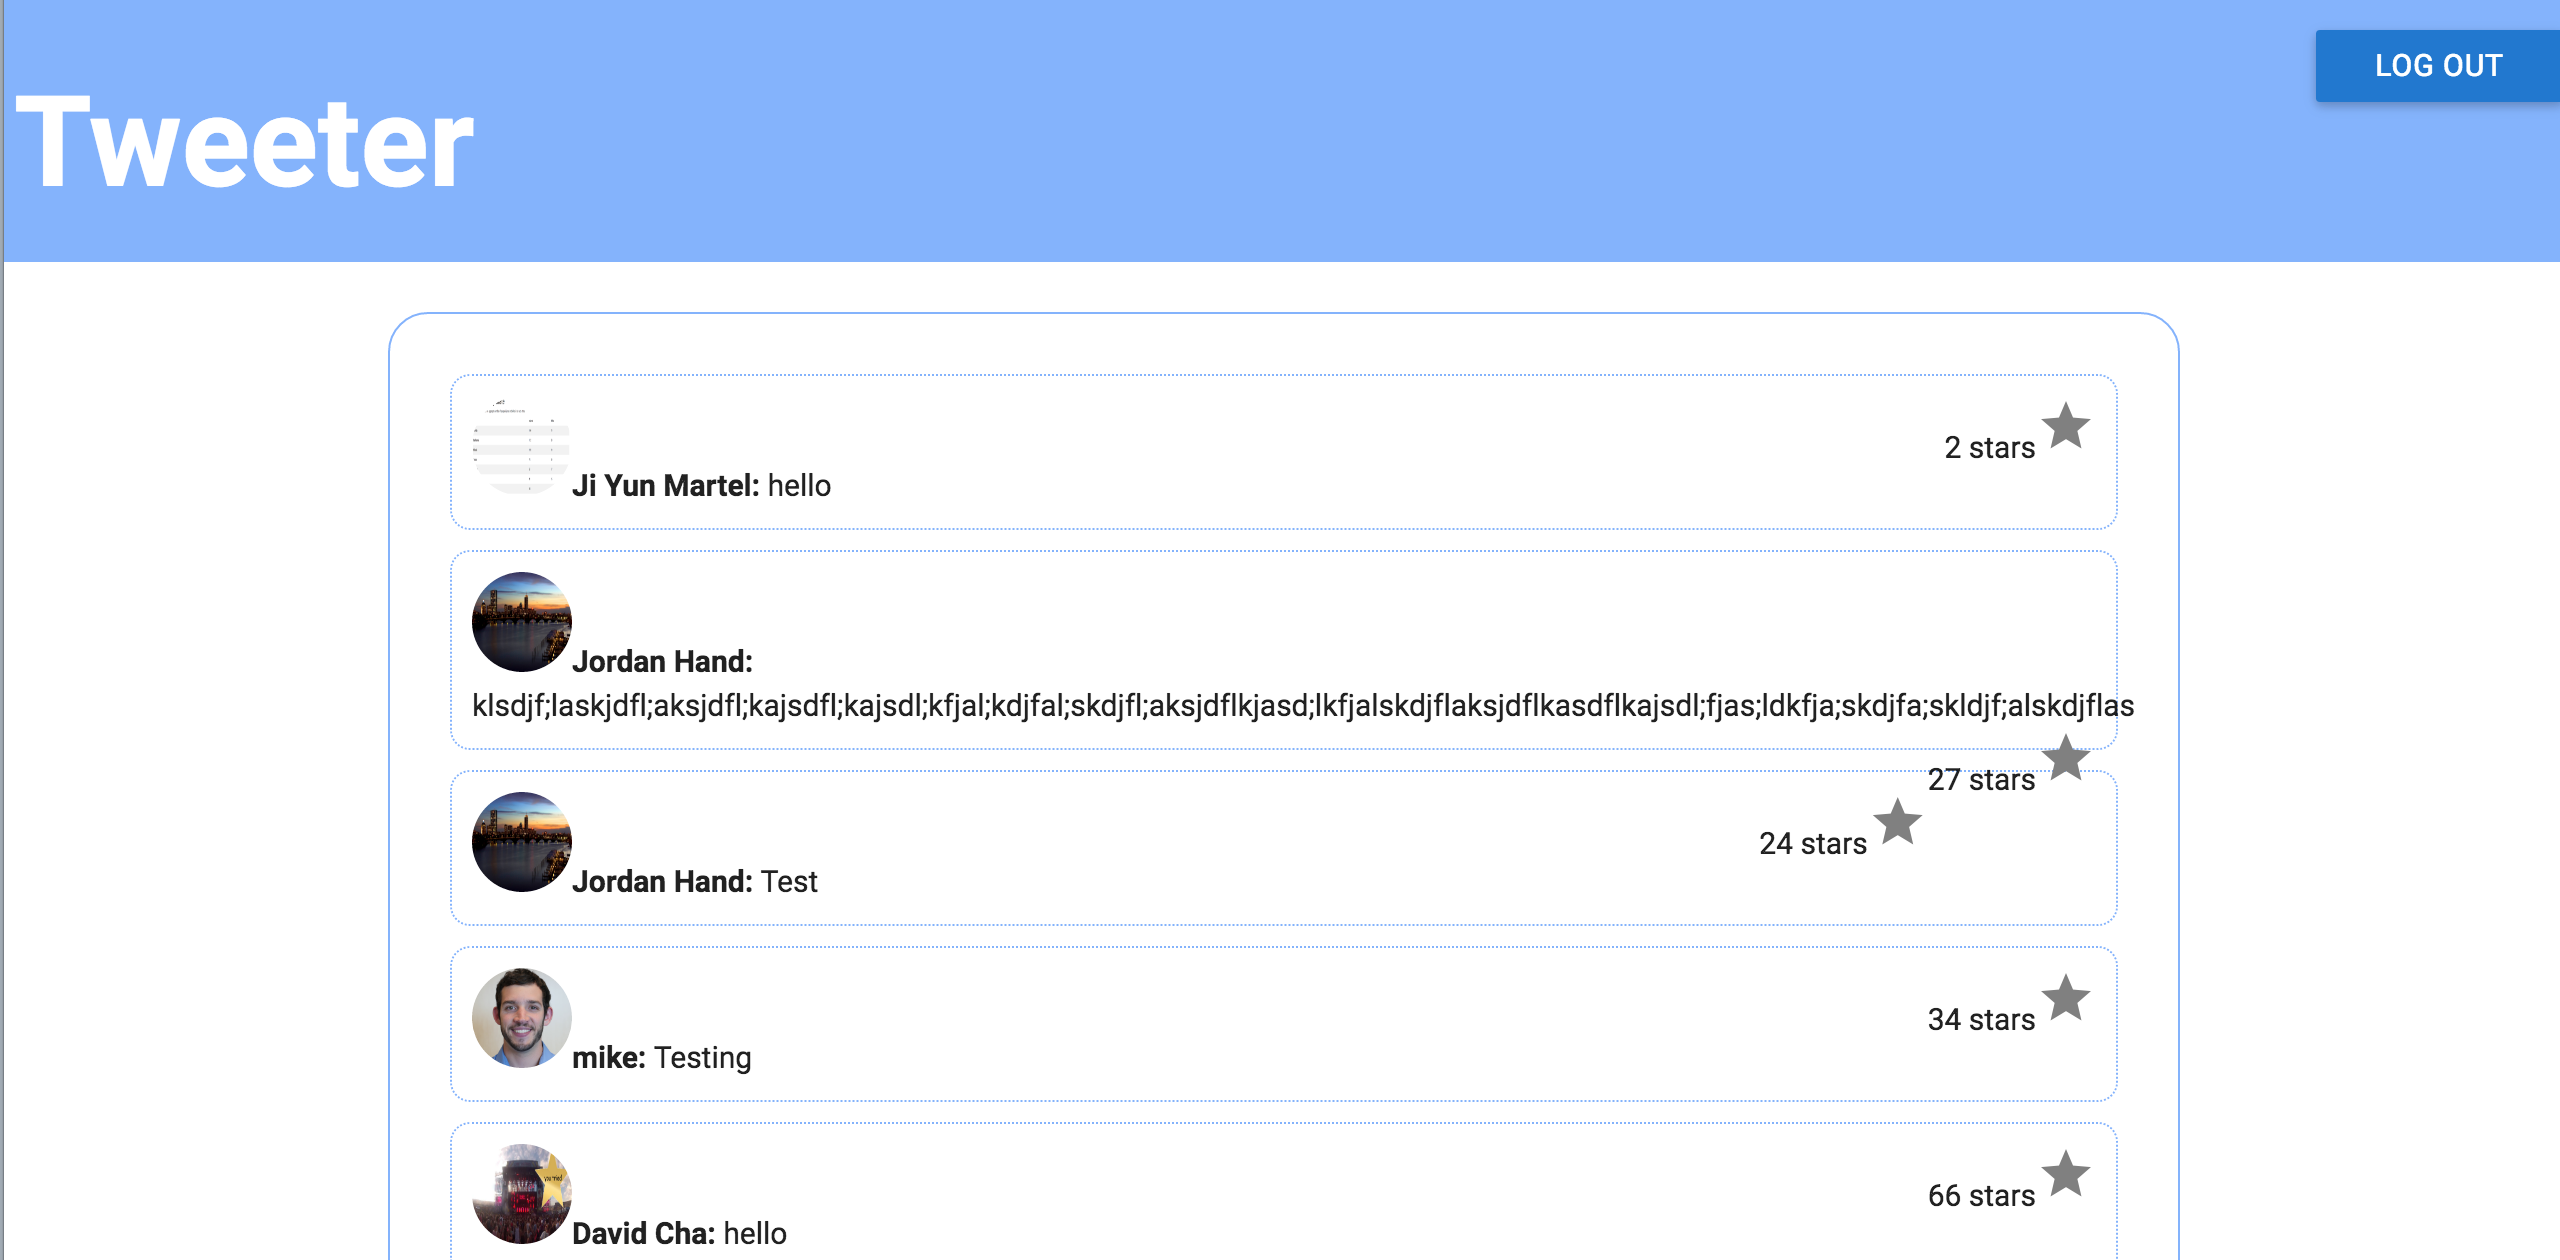 LOG OUT
Tweeter
2 stars
Ji Yun Martel: hello
Jordan Hand:
klsdjf;laskjdfl;aksjdfl;kajsdfl;kajsdl;kfjal;kdjfal;skdjfl;aksjdflkjasd;lkfjalskdjflaksjdflkasdflkajsdl;fjas;ldkfja;skdjfa;skldjf;alskdjflas
27 stars
24 stars
Jordan Hand: Test
34 stars
mike: Testing
66 stars
David Cha: hello